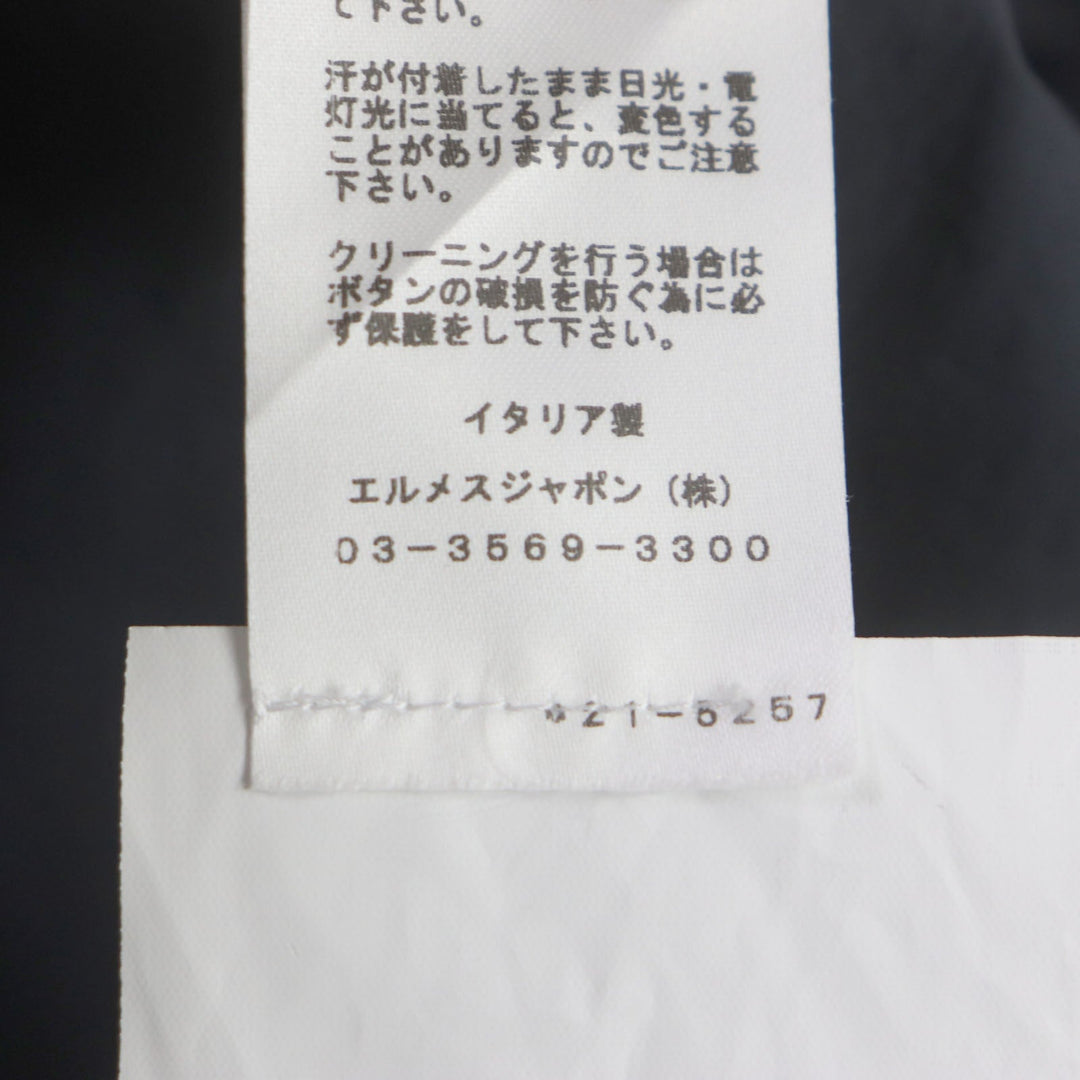 て下さい。
汗が付着したまま日光・電
灯光に当てると、変色する
ことがありますのでご注意
下さい。
クリーニングを行う場合は
ボタンの破損を防ぐ為に必
ず保護をして下さい。
イタリア製
エルメスジャポン（株）
03-3569-3300